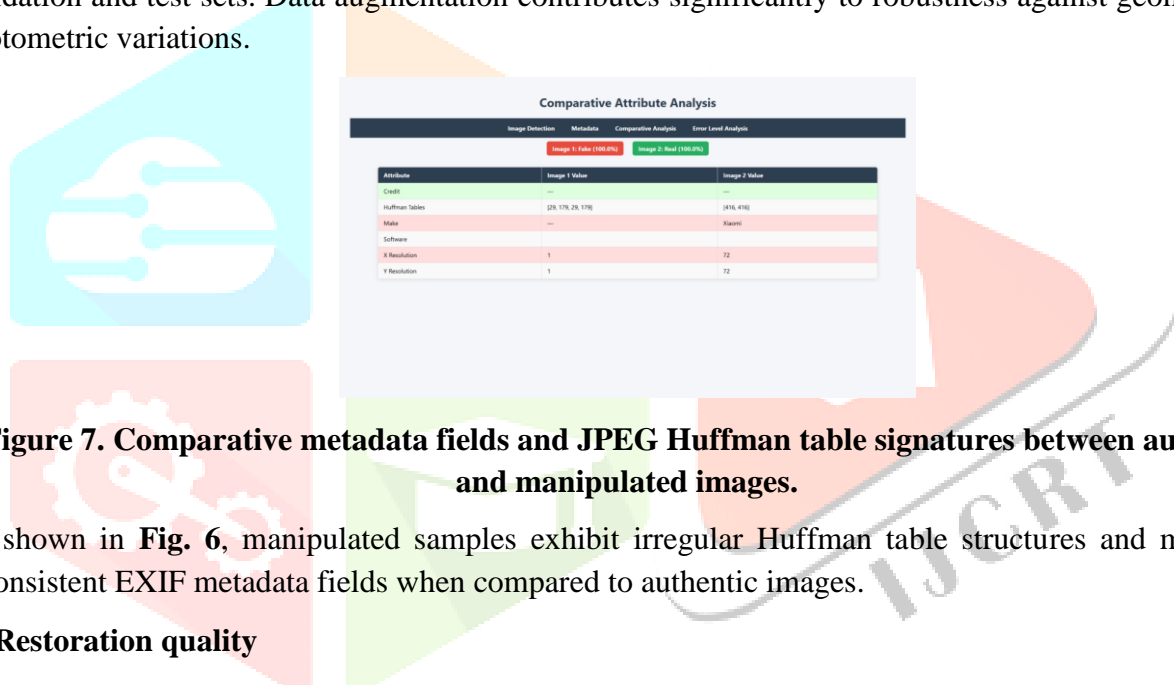 dation and test sets. Data augmentation contributes significantly to robustness against geon
otometric variations.
Comparative Attribute Analysis
Image Detection Metadata Comparative Analysis Error Level Analysis
Image 1: Fake (100.0%) Image 2: Real (100.0%)
Attribute Image 1 Value Image 2 Value
Credit — —
Huffman Tables [29, 179, 29, 179] [416, 416]
Make — Xiaomi
Software
X Resolution 1 72
Y Resolution 1 72
Figure 7. Comparative metadata fields and JPEG Huffman table signatures between au
and manipulated images.
shown in Fig. 6, manipulated samples exhibit irregular Huffman table structures and m
onsistent EXIF metadata fields when compared to authentic images.
Restoration quality
IJCRT